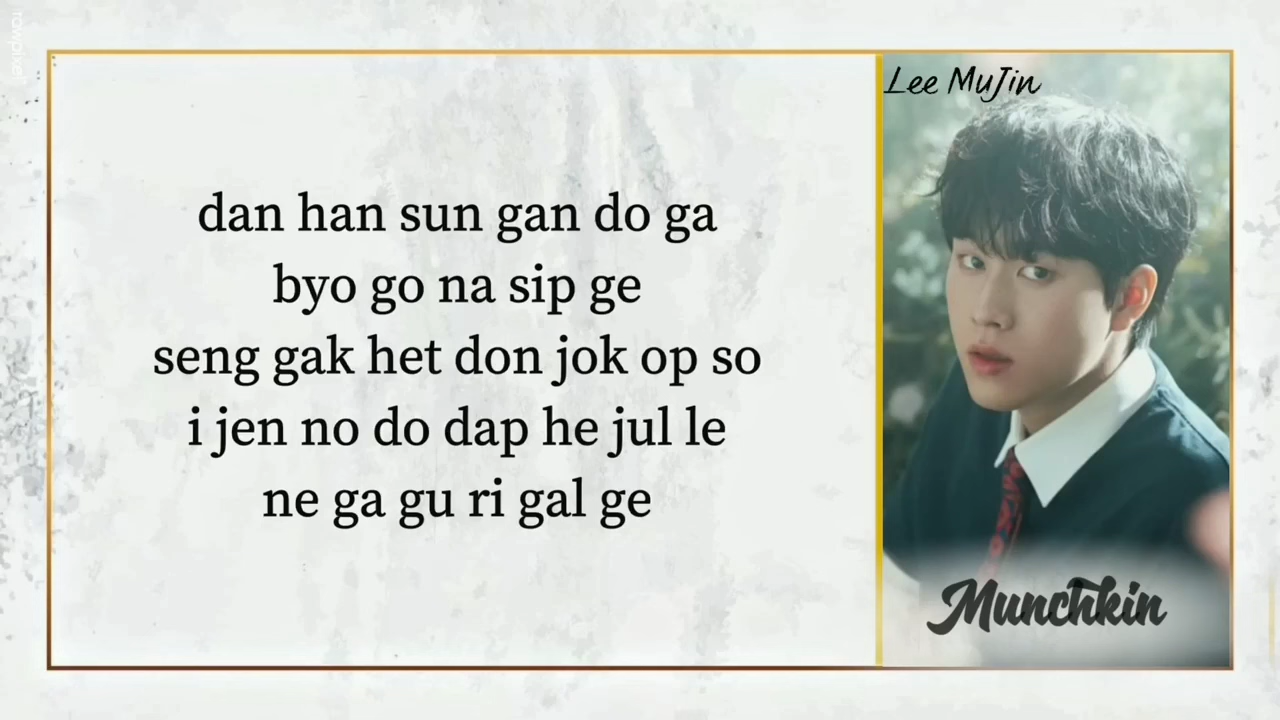 rawpixel
Lee MuJin
dan han sun gan do ga
byo go na sip ge
seng gak het don jok op so
i jen no do dap he jul le
ne ga gu ri gal ge
Munchkin